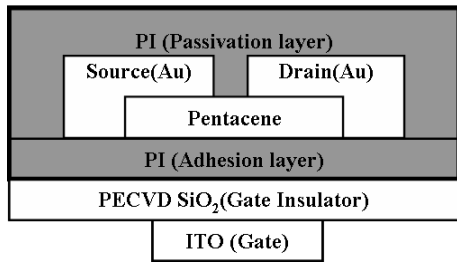 PI (Passivation layer)
Source(Au) Drain(Au)
Pentacene
PI (Adhesion layer)
PECVD SiO₂(Gate Insulator)
ITO (Gate)